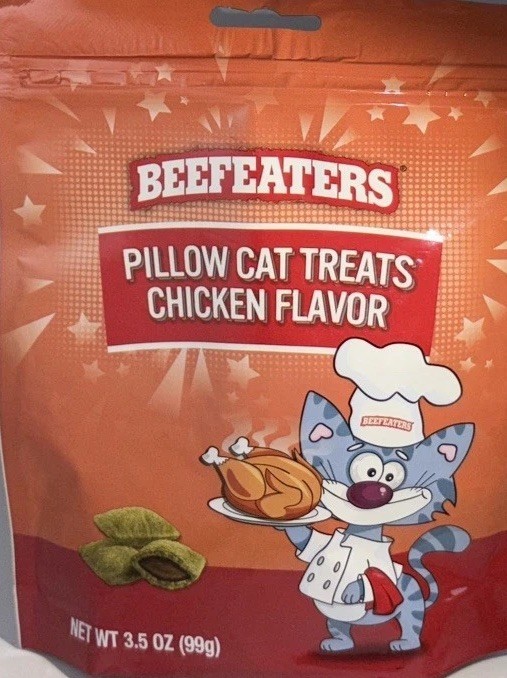 BEEFEATERS®
PILLOW CAT TREATS
CHICKEN FLAVOR
BEEFEATERS
NET WT 3.5 OZ (99g)